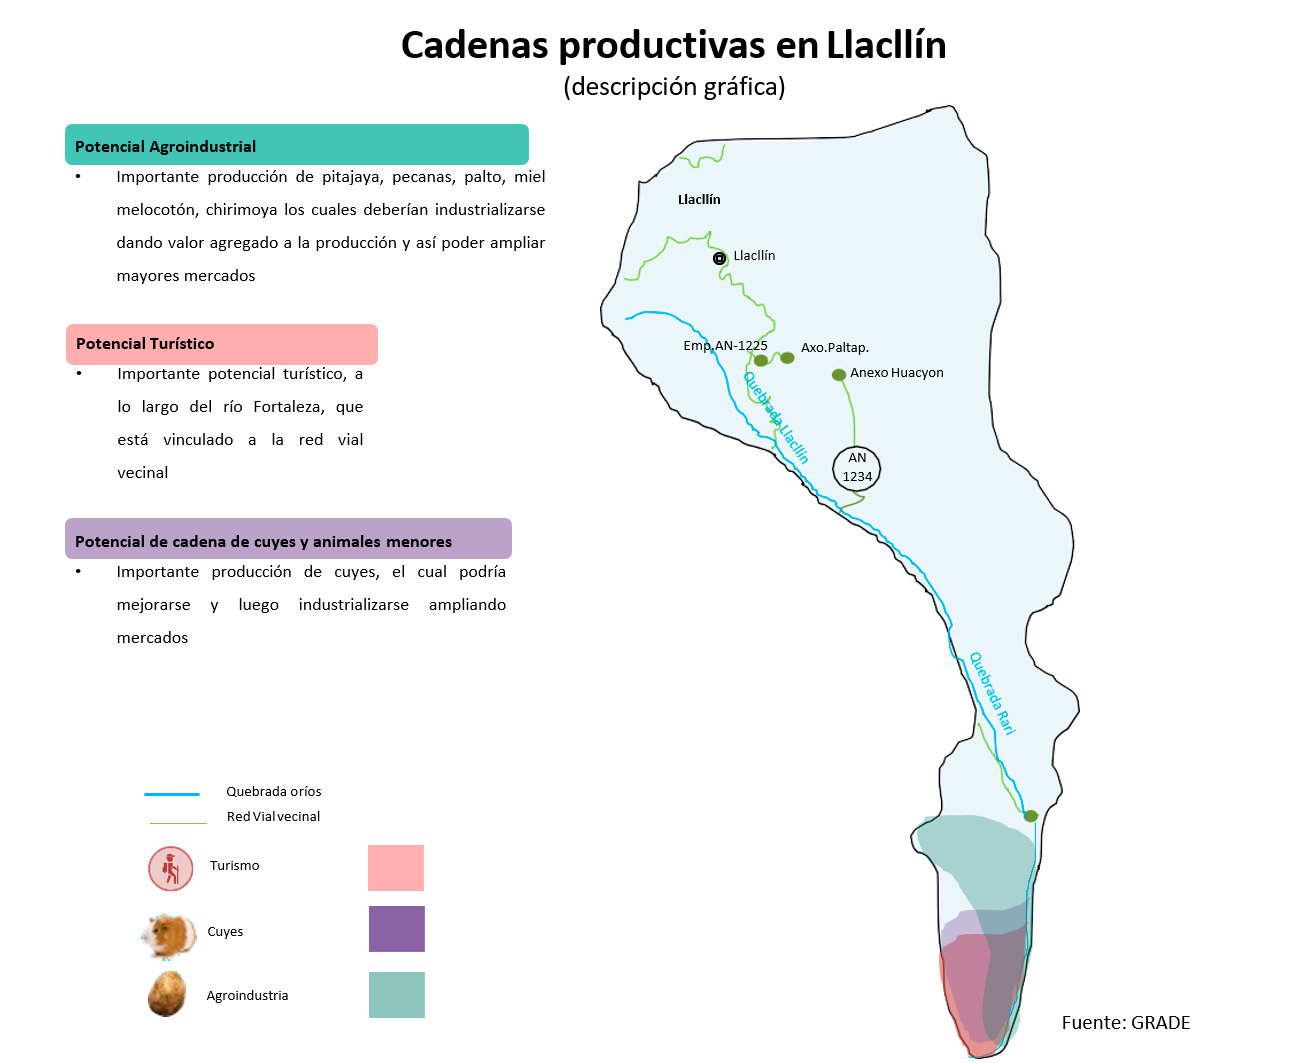 Cadenas productivas en Llacllín
(descripción gráfica)
Potencial Agroindustrial
• Importante producción de pitajaya, pecanas, palto, miel
melocotón, chirimoya los cuales deberían industrializarse
dando valor agregado a la producción y así poder ampliar
mayores mercados
Potencial Turístico
• Importante potencial turístico, a
lo largo del río Fortaleza, que
está vinculado a la red vial
vecinal
Potencial de cadena de cuyes y animales menores
• Importante producción de cuyes, el cual podría
mejorarse y luego industrializarse ampliando
mercados
Llacllín
Llacllín
Emp.AN-1225
Axo.Paltap.
Anexo Huacyon
Quebrada Llacllín
AN
1234
Quebrada Rari
Quebrada o ríos
Red Vial vecinal
Turismo
Cuyes
Agroindustria
Fuente: GRADE